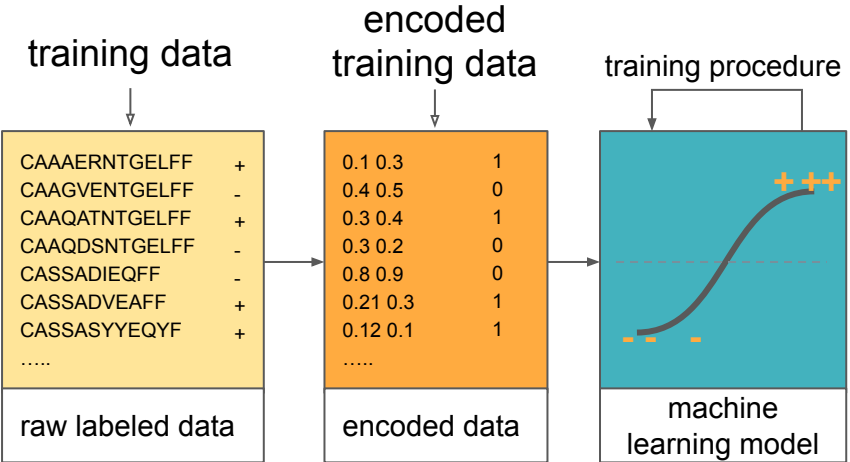 training data
encoded
training data
training procedure
CAAAERNTGELFF +
CAAGVENTGELFF -
CAAQATNTGELFF +
CAAQDSNTGELFF -
CASSADIEQFF -
CASSADVEAFF +
CASSASYYEQYF +
.....
0.1 0.3 1
0.4 0.5 0
0.3 0.4 1
0.3 0.2 0
0.8 0.9 0
0.21 0.3 1
0.12 0.1 1
.....
+ ++
- - -
raw labeled data
encoded data
machine
learning model